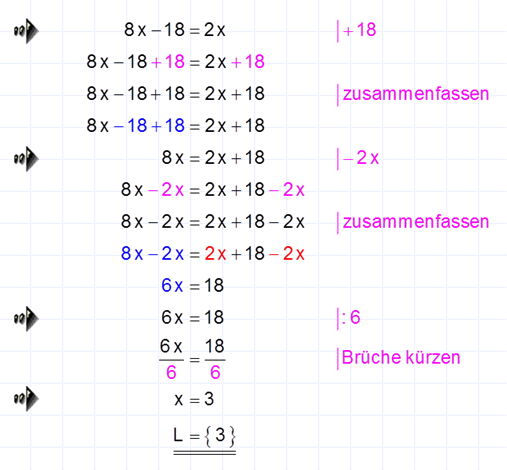 8x − 18 = 2x |+18
8x − 18 + 18 = 2x + 18
8x − 18 + 18 = 2x + 18 |zusammenfassen
8x − 18 + 18 = 2x + 18
8x = 2x + 18 |− 2x
8x − 2x = 2x + 18 − 2x
8x − 2x = 2x + 18 − 2x |zusammenfassen
8x − 2x = 2x + 18 − 2x
6x = 18
6x = 18 |: 6
6x/6 = 18/6 |Brüche kürzen
x = 3
L = {3}